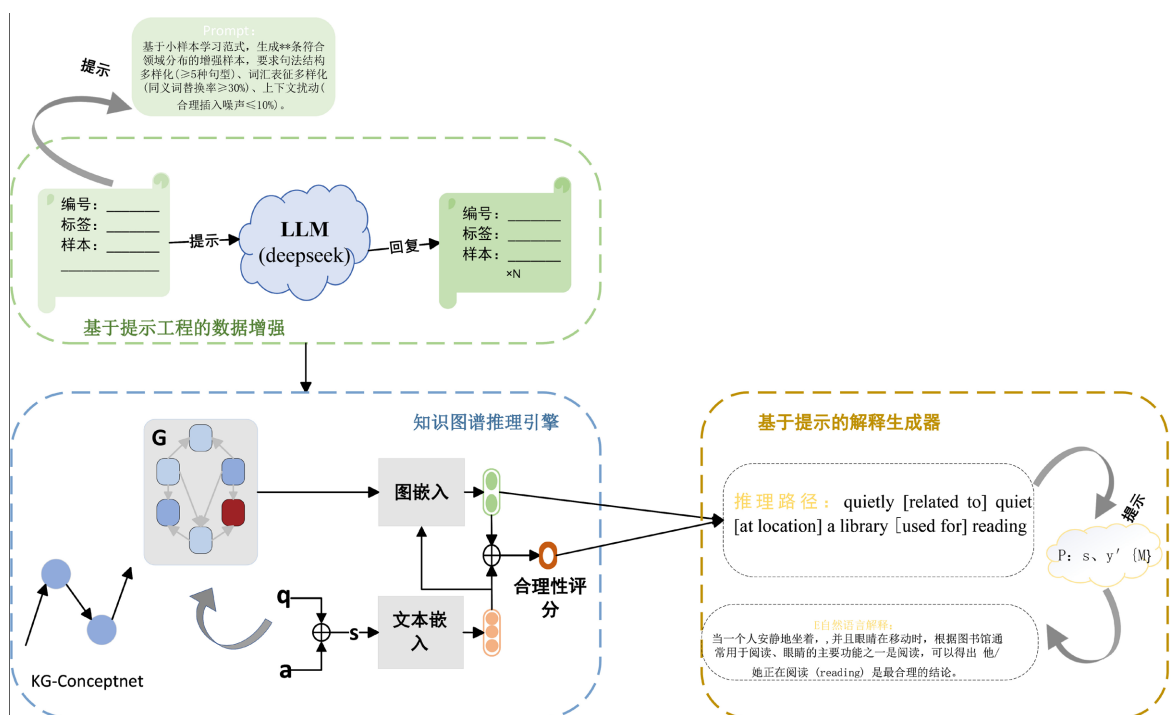 Prompt:
基于小样本学习范式，生成**条符合
领域分布的增强样本，要求句法结构
多样化(≥5种句型)、词汇表征多样化
(同义词替换率≥30%)、上下文扰动(
合理插入噪声≤10%)。
提示
编号：______
标签：______
样本：______
提示
LLM
(deepseek)
回复
编号：______
标签：______
样本：______
×N
基于提示工程的数据增强
知识图谱推理引擎
G
图嵌入
合理性评
分
q
s
a
文本嵌
入
KG-Conceptnet
基于提示的解释生成器
推理路径：quietly [related to] quiet
[at location] a library [used for] reading
提示
P：s、y′{M}
E自然语言解释：
当一个人安静地坐着，,并且眼睛在移动时，根据图书馆通
常用于阅读、眼睛的主要功能之一是阅读，可以得出 他/
她正在阅读 (reading) 是最合理的结论。